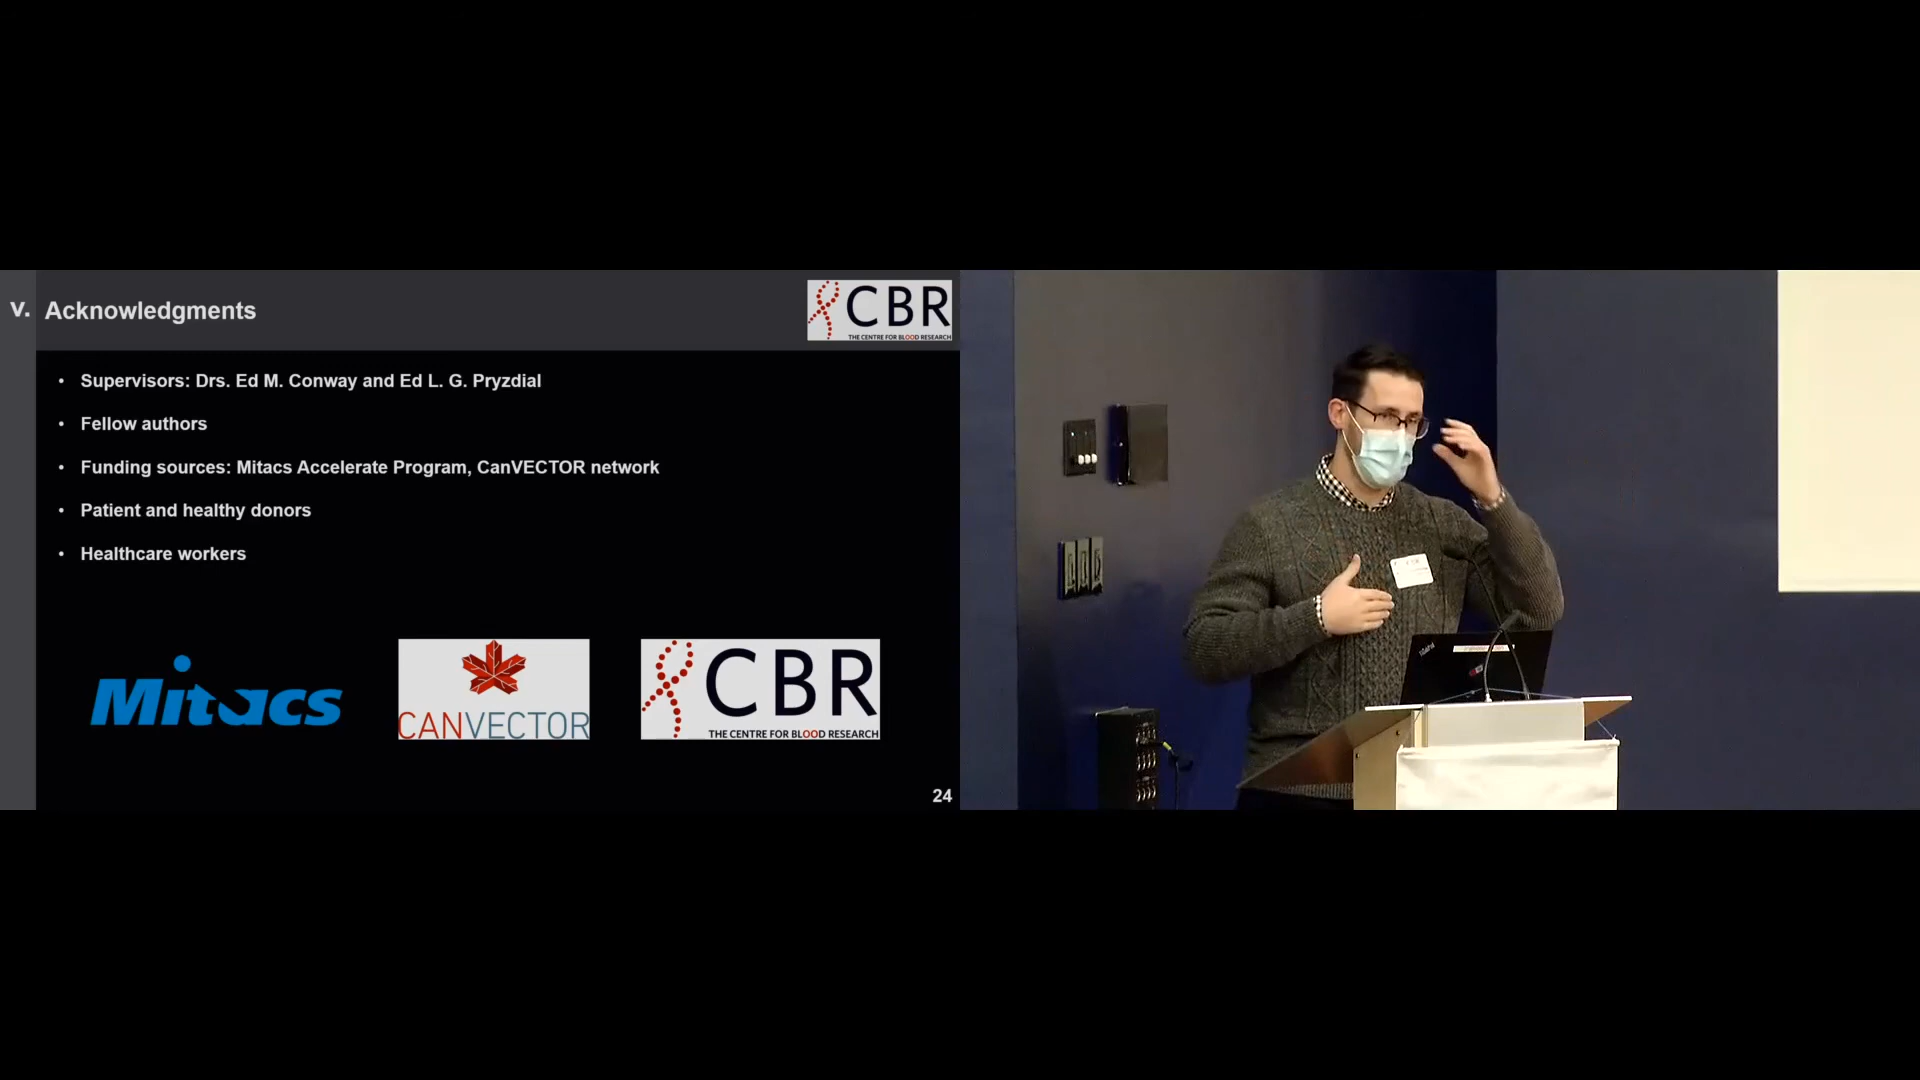 v. Acknowledgments
CBR
THE CENTRE FOR BLOOD RESEARCH
• Supervisors: Drs. Ed M. Conway and Ed L. G. Pryzdial
• Fellow authors
• Funding sources: Mitacs Accelerate Program, CanVECTOR network
• Patient and healthy donors
• Healthcare workers
Mitacs
CANVECTOR
CBR
THE CENTRE FOR BLOOD RESEARCH
24